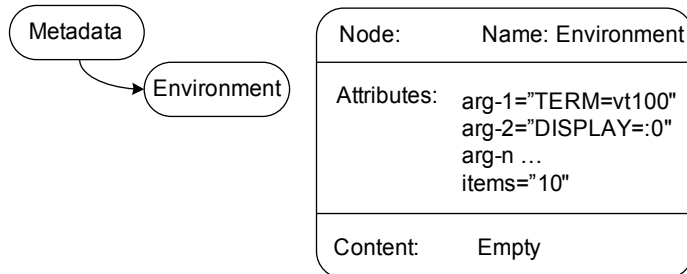 Metadata
Environment
Node: Name: Environment
Attributes: arg-1=”TERM=vt100"
arg-2=”DISPLAY=:0"
arg-n …
items=”10"
Content: Empty